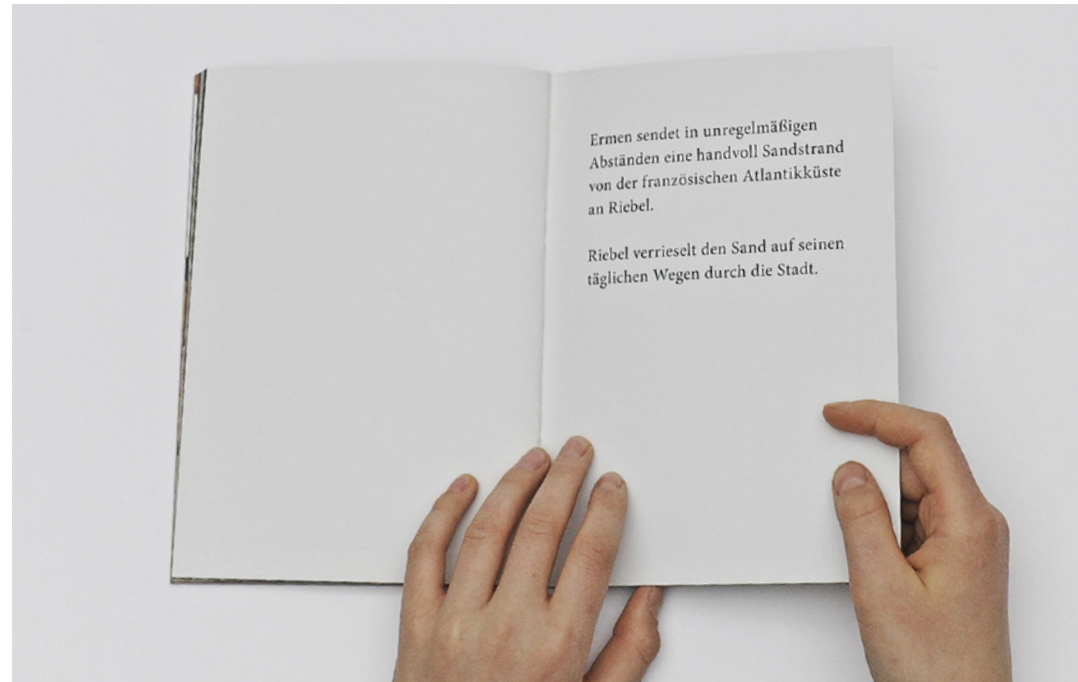 Ermen sendet in unregelmäßigen
Abständen eine handvoll Sandstrand
von der französischen Atlantikküste
an Riebel.
Riebel verrieselt den Sand auf seinen
täglichen Wegen durch die Stadt.